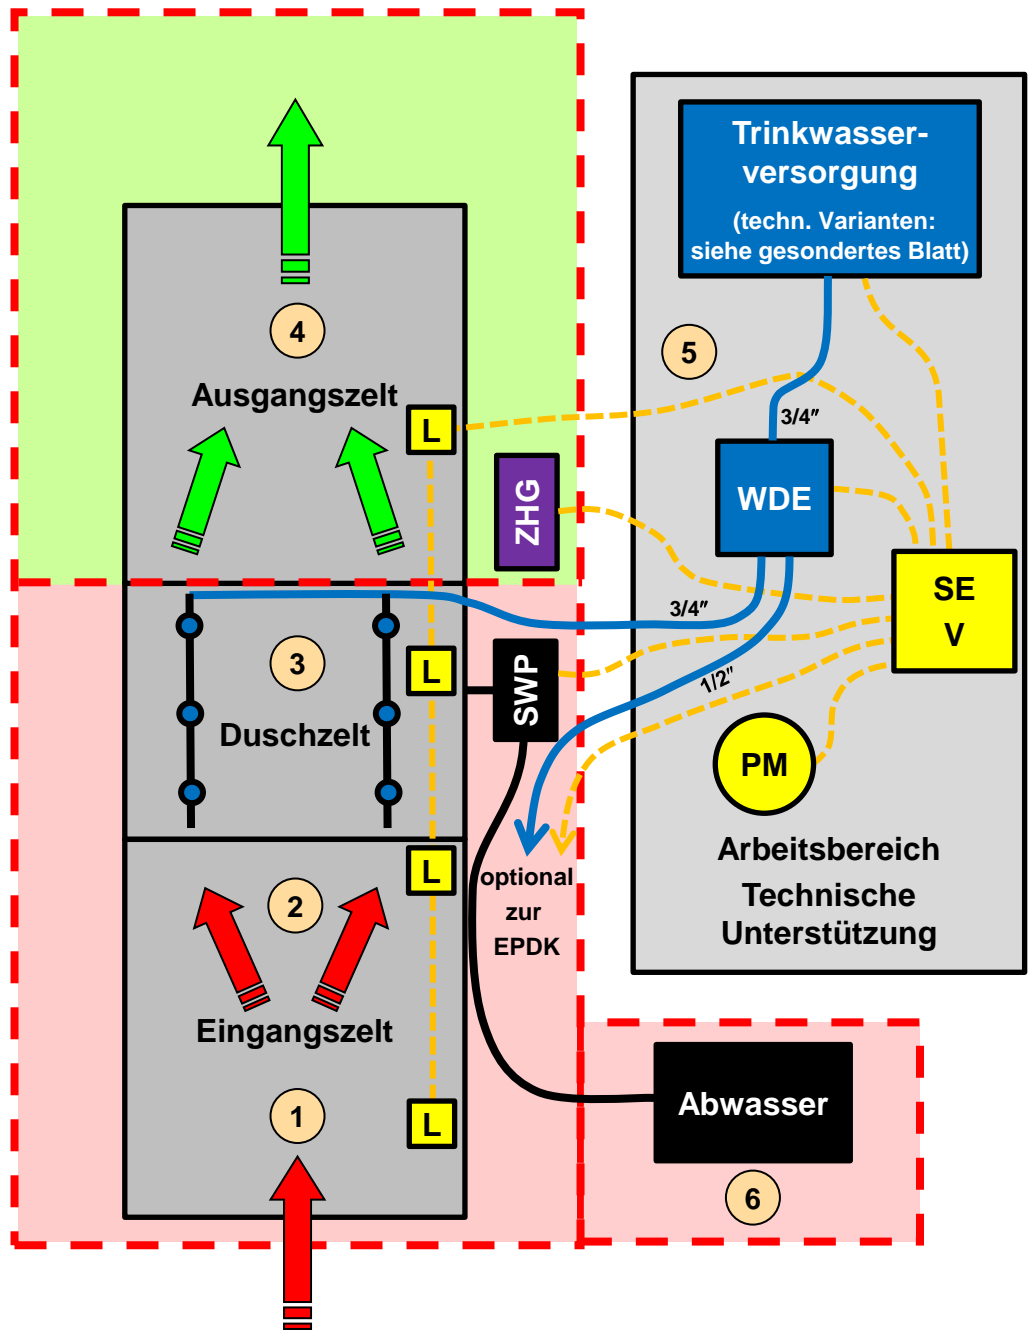 Trinkwasser-
versorgung
(techn. Varianten:
siehe gesondertes Blatt)
4
5
Ausgangszelt
L
3/4″
ZHG
WDE
SE
V
3/4″
3
L
SWP
1/2″
Duschzelt
PM
Arbeitsbereich
Technische
Unterstützung
L
optional
zur
EPDK
2
Eingangszelt
Abwasser
1
L
6